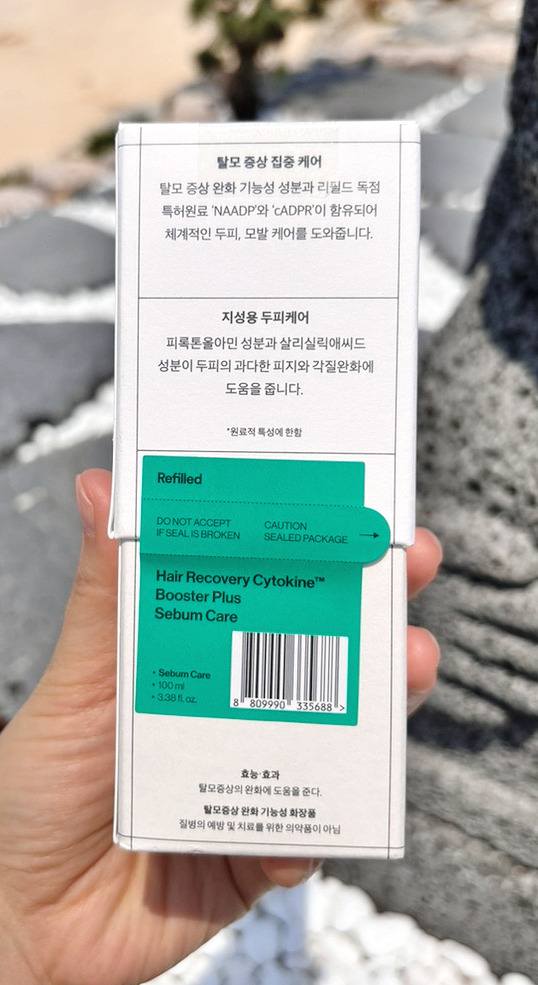 탈모 증상 집중 케어
탈모 증상 완화 기능성 성분과 리필드 독점
특허원료 'NAADP'와 'cADPR'이 함유되어
체계적인 두피, 모발 케어를 도와줍니다.
지성용 두피케어
피록톤올아민 성분과 살리실릭애씨드
성분이 두피의 과다한 피지와 각질완화에
도움을 줍니다.
*원료적 특성에 한함
Refilled
DO NOT ACCEPT
IF SEAL IS BROKEN
CAUTION
SEALED PACKAGE
Hair Recovery Cytokine™
Booster Plus
Sebum Care
• Sebum Care
• 100 ml
• 3.38 fl. oz.
8 809990 335688 >
효능·효과
탈모증상의 완화에 도움을 준다.
탈모증상 완화 기능성 화장품
질병의 예방 및 치료를 위한 의약품이 아님